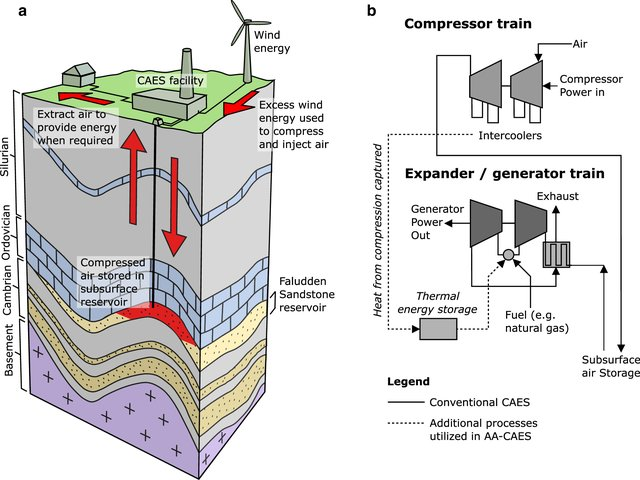 a
Wind
energy
CAES facility
Extract air to
provide energy
when required
Excess wind
energy used
to compress
and inject air
Silurian
Ordovician
Cambrian
Basement
Compressed
air stored in
subsurface
reservoir
Faludden
Sandstone
reservoir
b
Compressor train
Air
Compressor
Power in
Intercoolers
Heat from compression captured
Expander / generator train
Exhaust
Generator
Power
Out
Thermal
energy storage
Fuel (e.g.
natural gas)
Subsurface
air Storage
Legend
Conventional CAES
Additional processes
utilized in AA-CAES